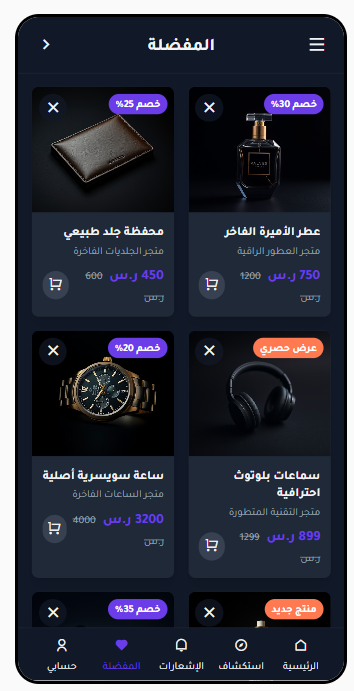 المفضلة
خصم 30%
عطر الأميرة الفاخر
متجر العطور الراقية
750 ر.س 1200
ر.س
خصم 25%
محفظة جلد طبيعي
متجر الجلديات الفاخرة
450 ر.س 600
ر.س
عرض حصري
سماعات بلوتوث
احترافية
متجر التقنية المتطورة
899 ر.س 1299
ر.س
خصم 20%
ساعة سويسرية أصلية
متجر الساعات الفاخرة
3200 ر.س 4000
ر.س
منتج جديد
خصم 35%
الرئيسية
استكشاف
الإشعارات
المفضلة
حسابي